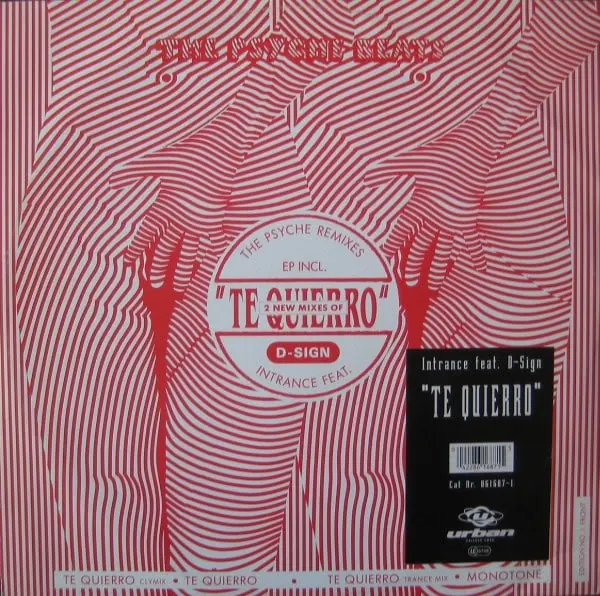 THE PSYCHE BEATS
THE PSYCHE REMIXES
EP INCL.
"TE QUIERRO"
2 NEW MIXES OF
D-SIGN
INTRANCE FEAT.
Intrance feat. D-Sign
"TE QUIERRO"
Cat Nr. 861687-1
urban
TE QUIERRO CLYMIX • TE QUIERRO • TE QUIERRO TRANCE MIX • MONOTONE